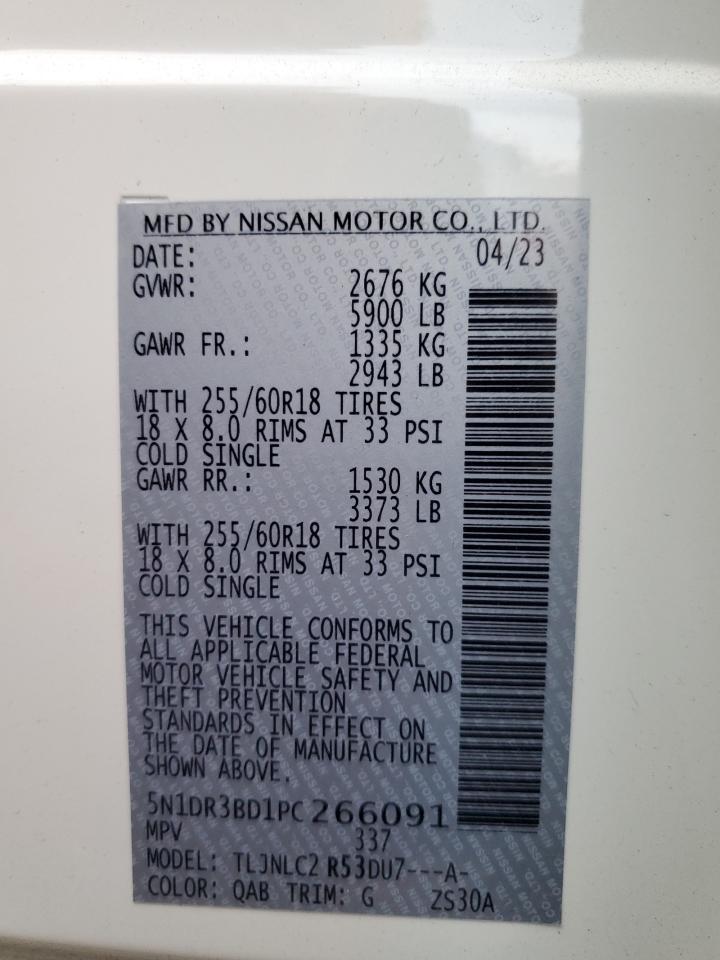 MFD BY NISSAN MOTOR CO., LTD.
DATE: 04/23
GVWR: 2676 KG
5900 LB
GAWR FR.: 1335 KG
2943 LB
WITH 255/60R18 TIRES
18 X 8.0 RIMS AT 33 PSI
COLD SINGLE
GAWR RR.: 1530 KG
3373 LB
WITH 255/60R18 TIRES
18 X 8.0 RIMS AT 33 PSI
COLD SINGLE
THIS VEHICLE CONFORMS TO
ALL APPLICABLE FEDERAL
MOTOR VEHICLE SAFETY AND
THEFT PREVENTION
STANDARDS IN EFFECT ON
THE DATE OF MANUFACTURE
SHOWN ABOVE.
5N1DR3BD1PC266091
MPV 337
MODEL: TLJNLC2 R53DU7---A-
COLOR: QAB TRIM: G ZS30A